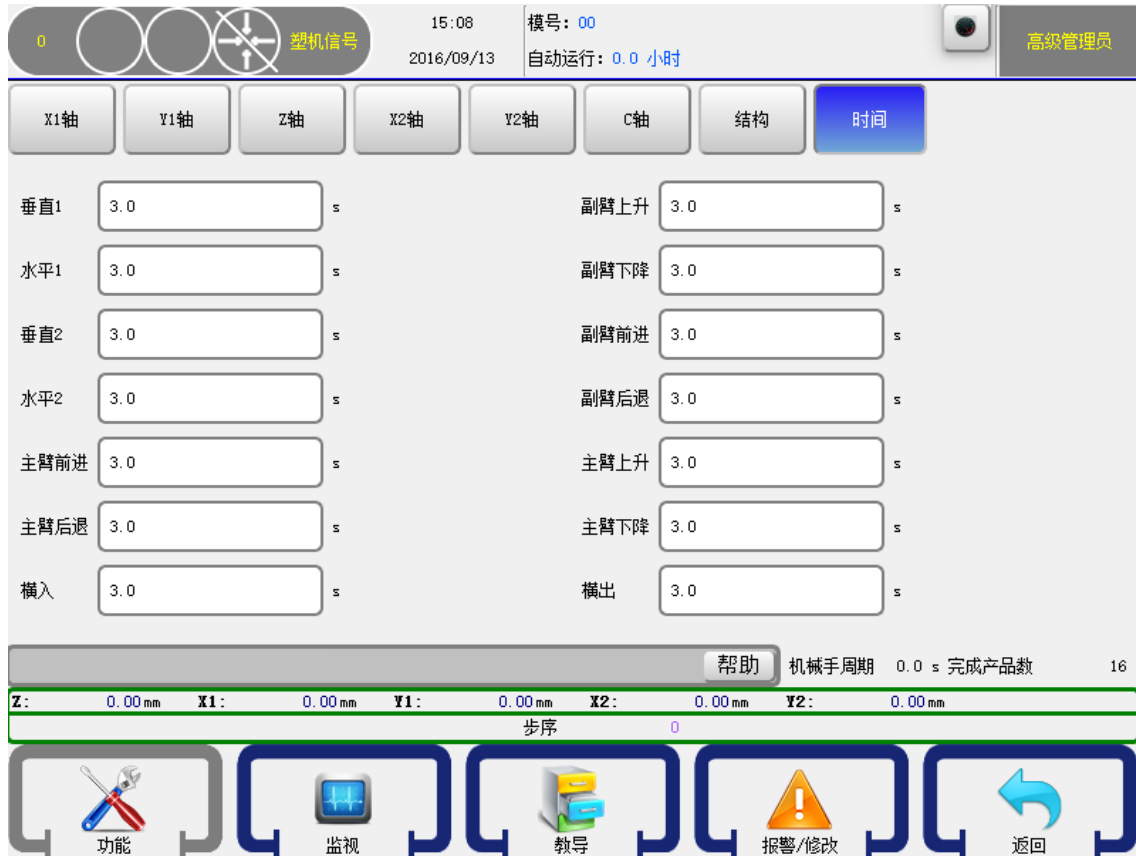 0 塑机信号 15:08 模号：00
2016/09/13 自动运行：0.0 小时 高级管理员
X1轴 Y1轴 Z轴 X2轴 Y2轴 C轴 结构 时间
垂直1 3.0 s 副臂上升 3.0 s
水平1 3.0 s 副臂下降 3.0 s
垂直2 3.0 s 副臂前进 3.0 s
水平2 3.0 s 副臂后退 3.0 s
主臂前进 3.0 s 主臂上升 3.0 s
主臂后退 3.0 s 主臂下降 3.0 s
横入 3.0 s 横出 3.0 s
帮助 机械手周期 0.0 s 完成产品数 16
Z: 0.00mm X1: 0.00mm Y1: 0.00mm X2: 0.00mm Y2: 0.00mm
步序 0
功能 监视 教导 报警/修改 返回